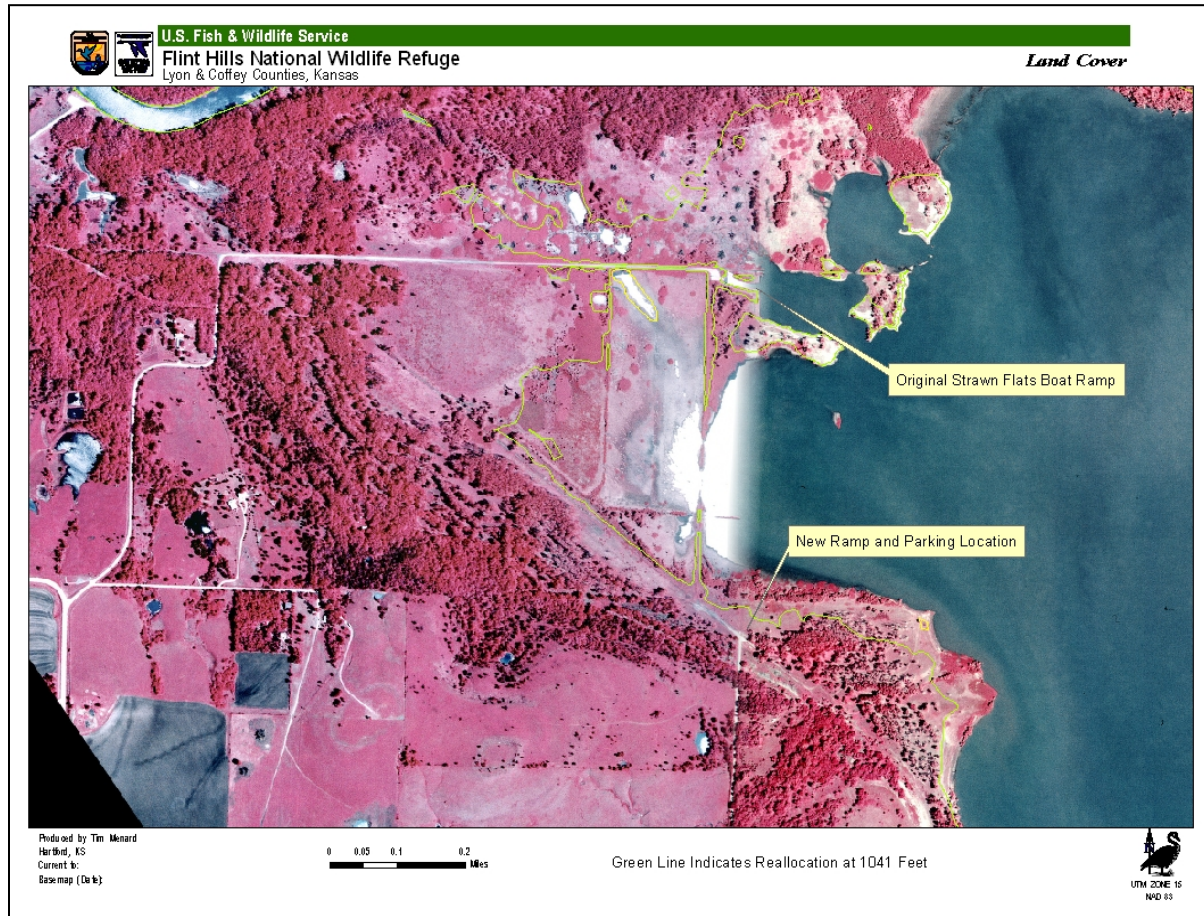 U.S. Fish & Wildlife Service
Flint Hills National Wildlife Refuge
Lyon & Coffey Counties, Kansas
Land Cover
Original Strawn Flats Boat Ramp
New Ramp and Parking Location
Produced by Tim Menard
Hartford, KS
Current to:
Basemap (Date):
0 0.05 0.1 0.2
Miles
Green Line Indicates Reallocation at 1041 Feet
UTM ZONE 15
NAD 83